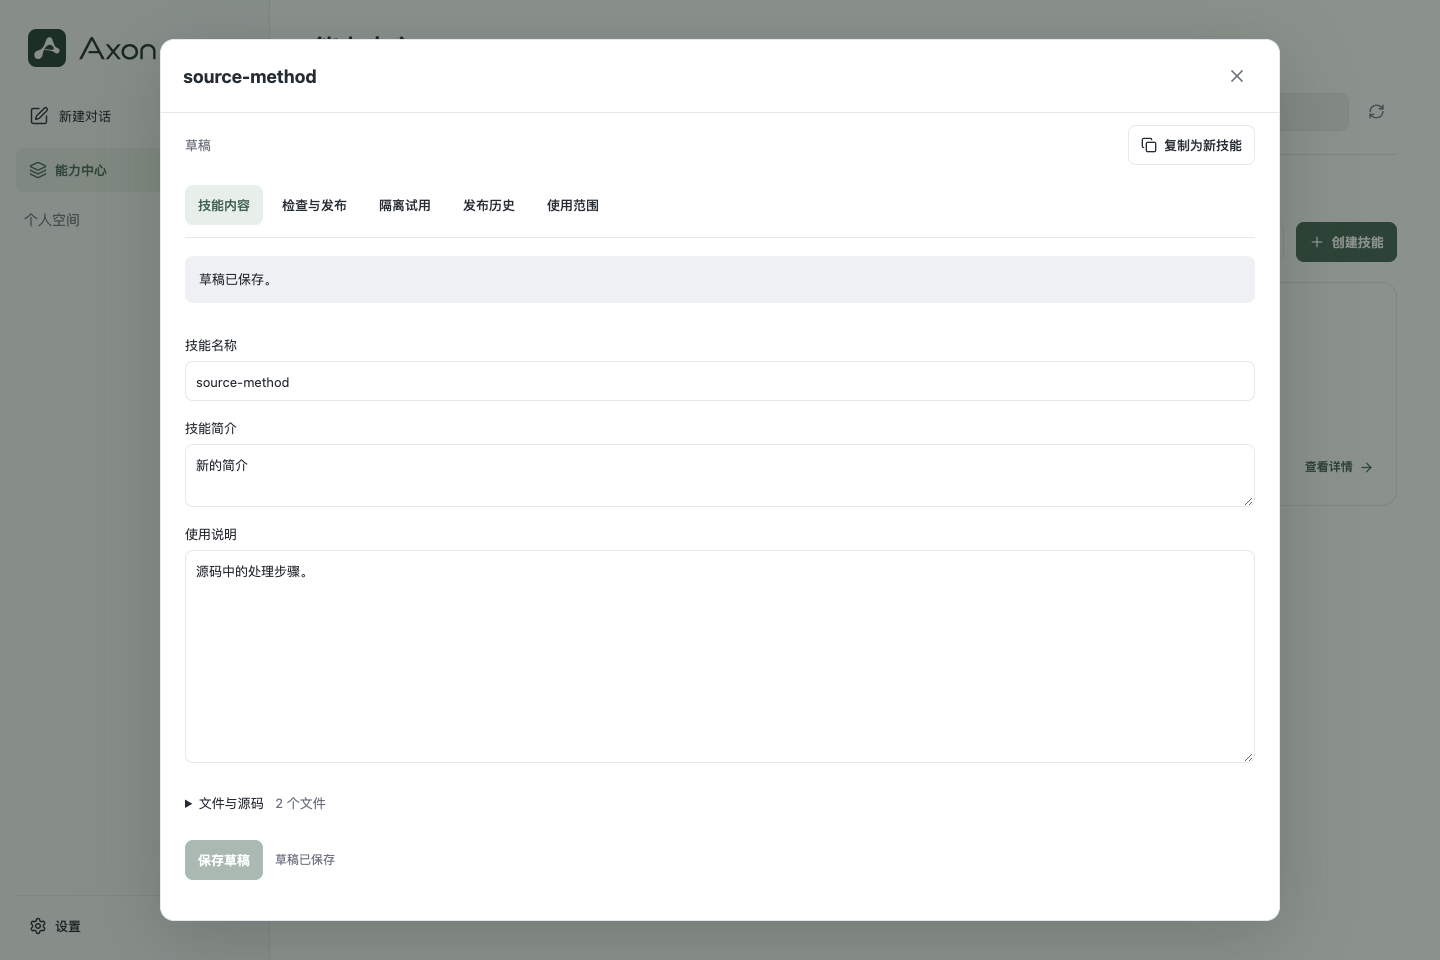 Axon
新建对话
能力中心
个人空间
设置
创建技能
查看详情
source-method
草稿
复制为新技能
技能内容
检查与发布
隔离试用
发布历史
使用范围
草稿已保存。
技能名称
source-method
技能简介
新的简介
使用说明
源码中的处理步骤。
文件与源码 2 个文件
保存草稿
草稿已保存